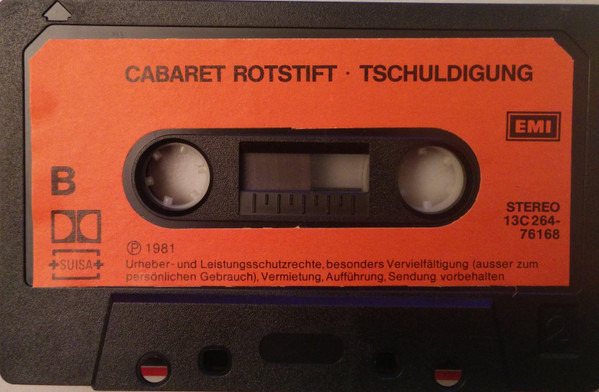 CABARET ROTSTIFT · TSCHULDIGUNG
EMI
B
STEREO
13C 264-
76168
+SUISA+
Ⓟ 1981
Urheber- und Leistungsschutzrechte, besonders Vervielfältigung (ausser zum
persönlichen Gebrauch), Vermietung, Aufführung, Sendung vorbehalten
2